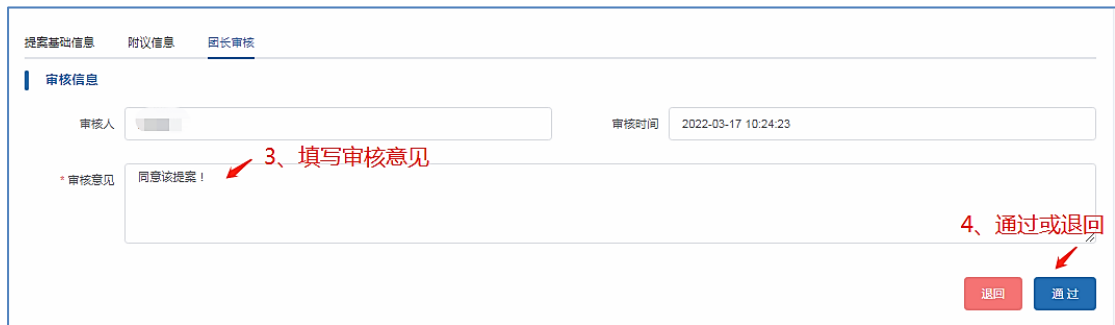 提案基础信息 附议信息 团长审核
审核信息
审核人 审核时间 2022-03-17 10:24:23
3、填写审核意见
* 审核意见 同意该提案！
4、通过或退回
退回 通过